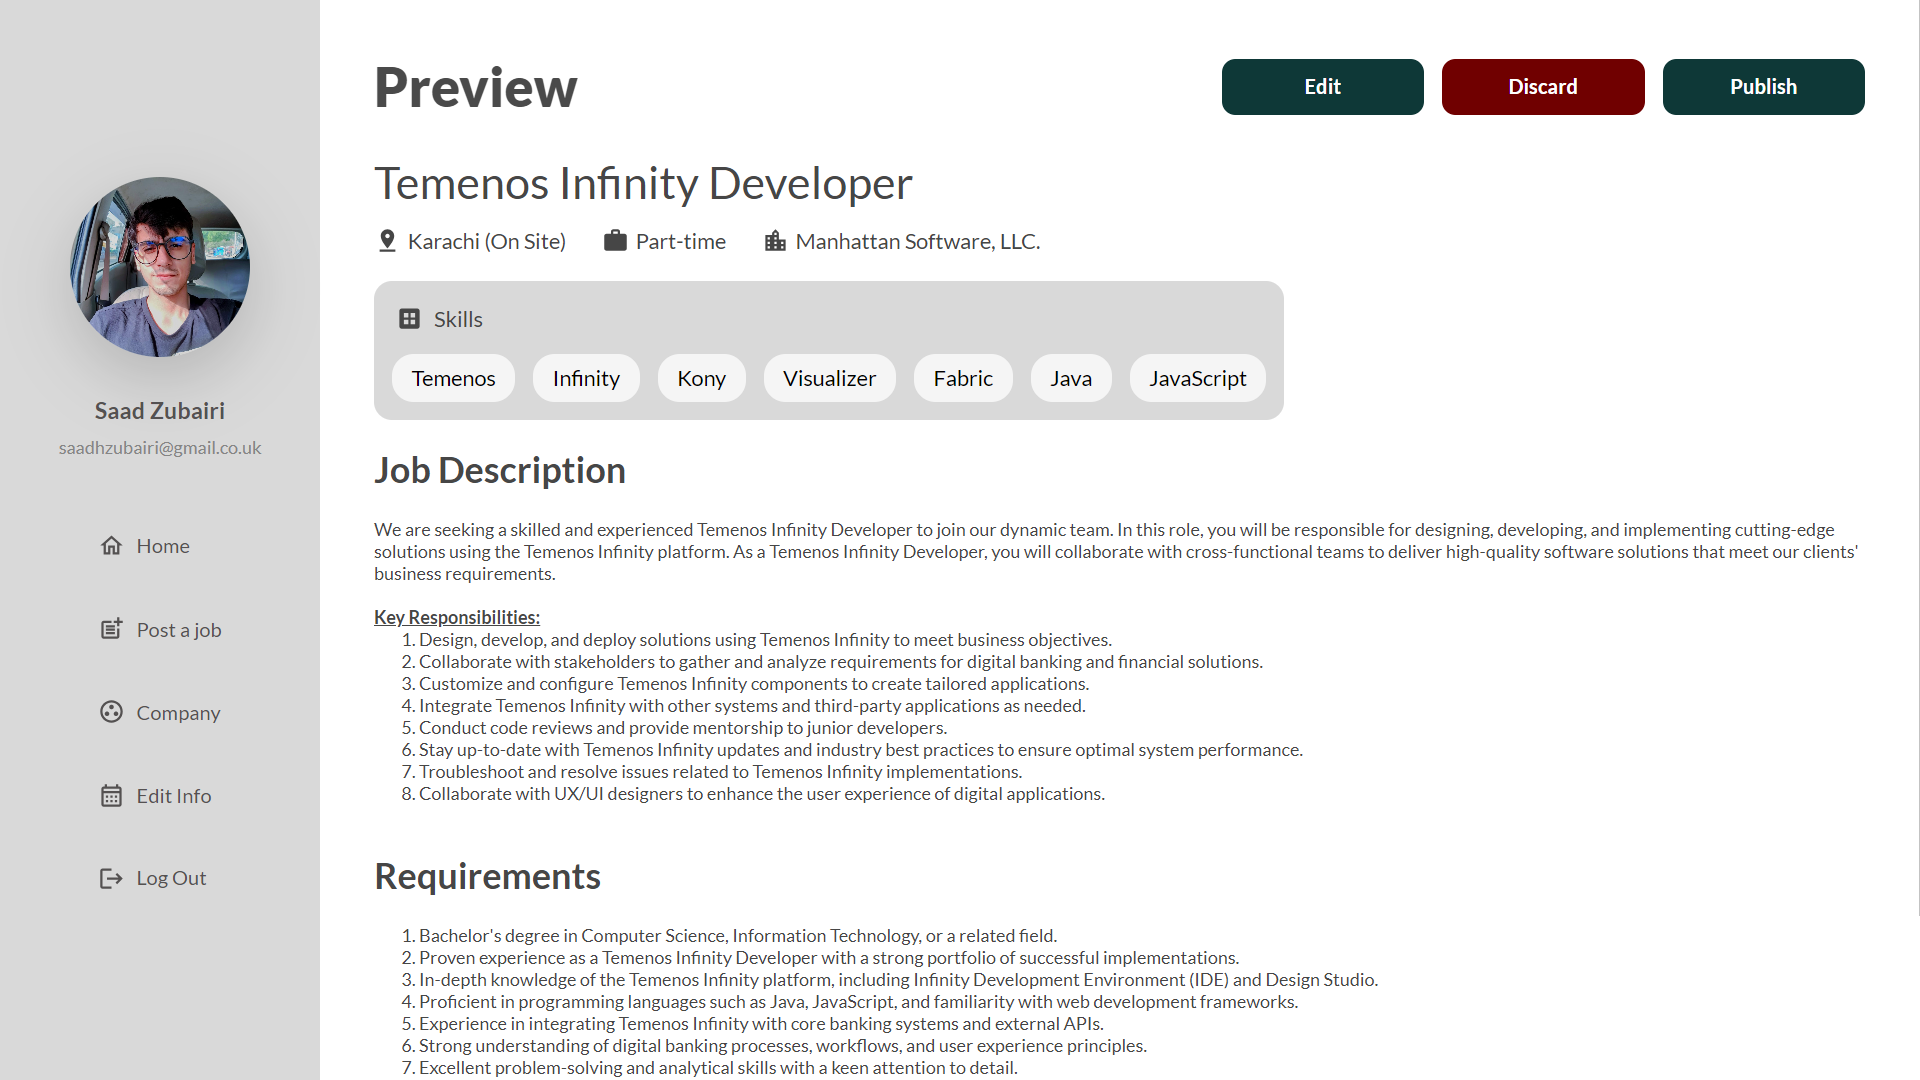 Saad Zubairi
saadhzubairi@gmail.co.uk
Home
Post a job
Company
Edit Info
Log Out
Preview
Edit
Discard
Publish
Temenos Infinity Developer
Karachi (On Site)
Part-time
Manhattan Software, LLC.
Skills
Temenos
Infinity
Kony
Visualizer
Fabric
Java
JavaScript
Job Description
We are seeking a skilled and experienced Temenos Infinity Developer to join our dynamic team. In this role, you will be responsible for designing, developing, and implementing cutting-edge
solutions using the Temenos Infinity platform. As a Temenos Infinity Developer, you will collaborate with cross-functional teams to deliver high-quality software solutions that meet our clients'
business requirements.
Key Responsibilities:
1. Design, develop, and deploy solutions using Temenos Infinity to meet business objectives.
2. Collaborate with stakeholders to gather and analyze requirements for digital banking and financial solutions.
3. Customize and configure Temenos Infinity components to create tailored applications.
4. Integrate Temenos Infinity with other systems and third-party applications as needed.
5. Conduct code reviews and provide mentorship to junior developers.
6. Stay up-to-date with Temenos Infinity updates and industry best practices to ensure optimal system performance.
7. Troubleshoot and resolve issues related to Temenos Infinity implementations.
8. Collaborate with UX/UI designers to enhance the user experience of digital applications.
Requirements
1. Bachelor's degree in Computer Science, Information Technology, or a related field.
2. Proven experience as a Temenos Infinity Developer with a strong portfolio of successful implementations.
3. In-depth knowledge of the Temenos Infinity platform, including Infinity Development Environment (IDE) and Design Studio.
4. Proficient in programming languages such as Java, JavaScript, and familiarity with web development frameworks.
5. Experience in integrating Temenos Infinity with core banking systems and external APIs.
6. Strong understanding of digital banking processes, workflows, and user experience principles.
7. Excellent problem-solving and analytical skills with a keen attention to detail.